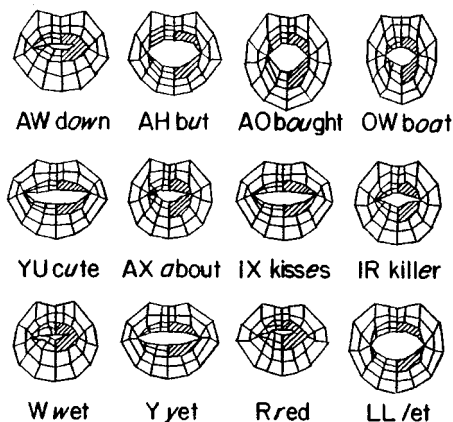 AW down AH but AO bought OW boat
YU cute AX about IX kisses IR killer
W wet Y yet R red LL let